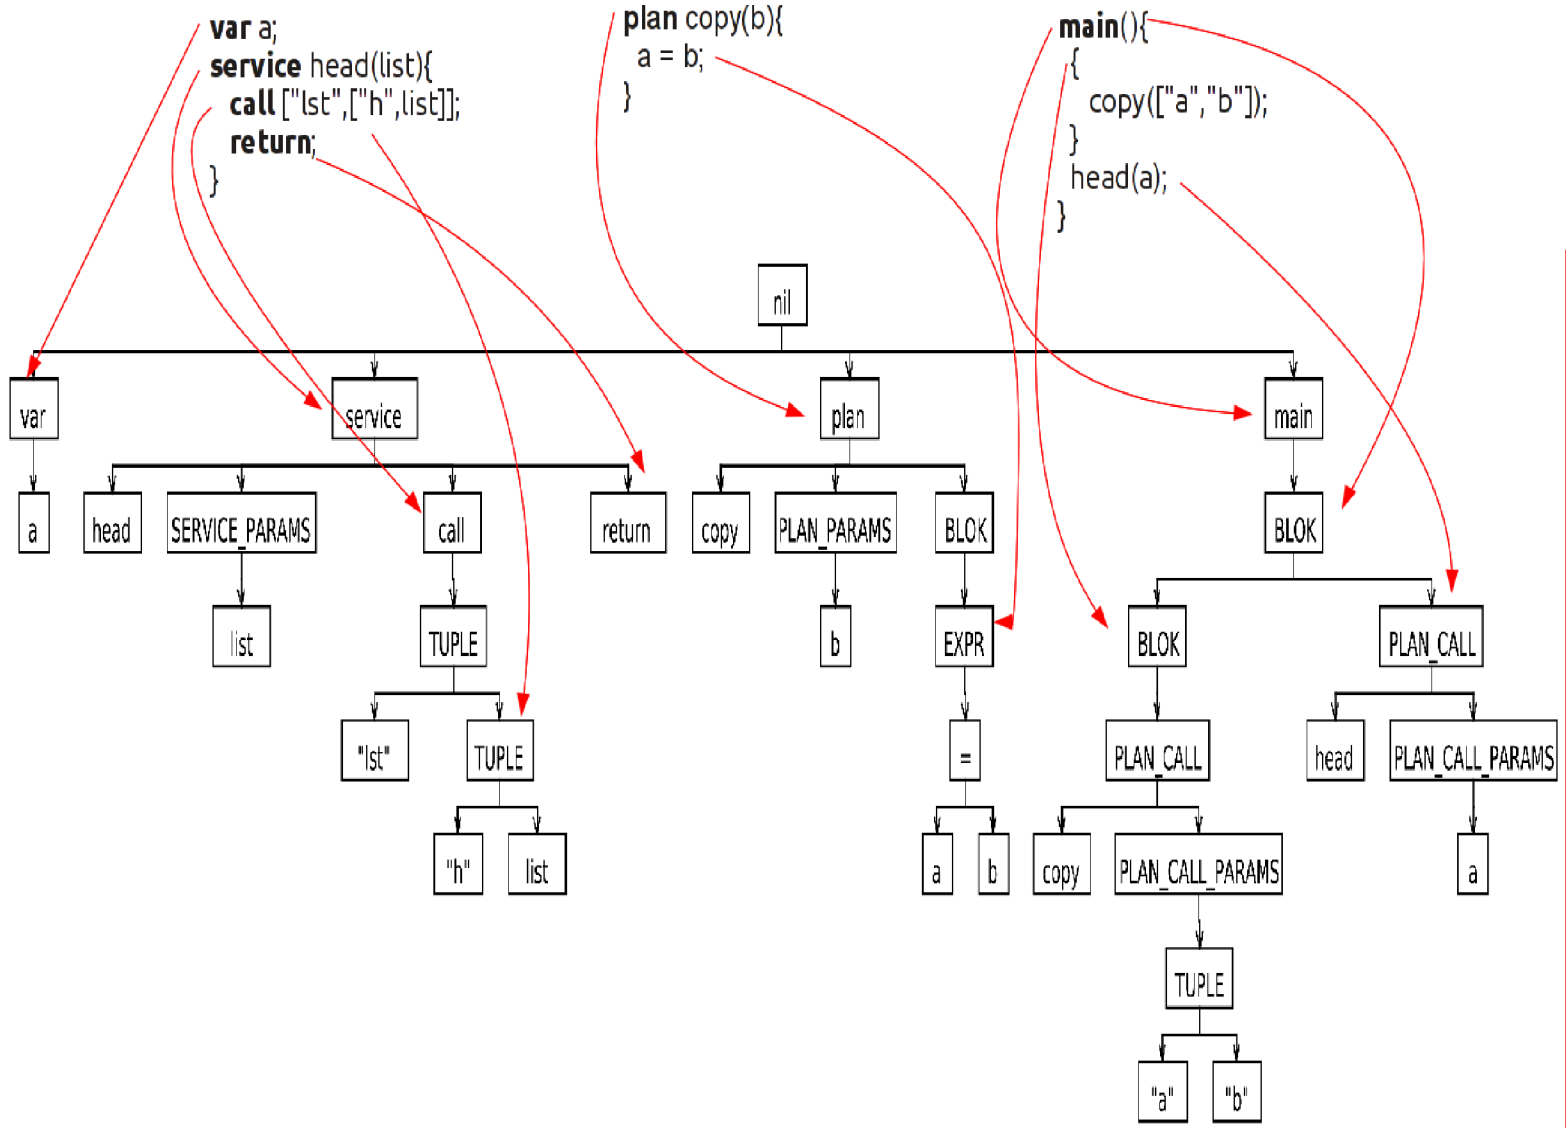 var a;
service head(list){
call ["lst",["h",list]];
return;
}
plan copy(b){
a = b;
}
main(){
{
copy(["a","b"]);
}
head(a);
}
nil
var
service
plan
main
a
head
SERVICE_PARAMS
call
return
copy
PLAN_PARAMS
BLOK
BLOK
list
TUPLE
b
EXPR
BLOK
PLAN_CALL
"lst"
TUPLE
=
PLAN_CALL
head
PLAN_CALL_PARAMS
"h"
list
a
b
copy
PLAN_CALL_PARAMS
a
TUPLE
"a"
"b"